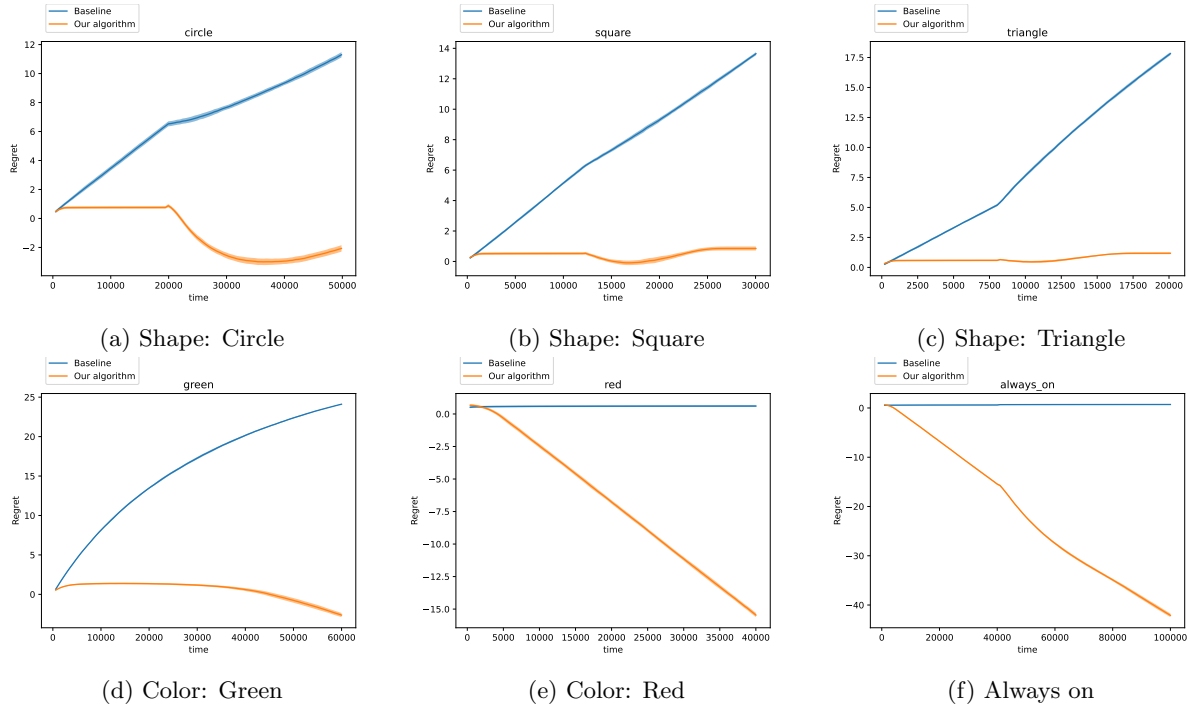 Baseline
Our algorithm
circle
12
10
8
6
4
2
0
−2
Regret
0 10000 20000 30000 40000 50000
time
(a) Shape: Circle
Baseline
Our algorithm
square
14
12
10
8
6
4
2
0
Regret
0 5000 10000 15000 20000 25000 30000
time
(b) Shape: Square
Baseline
Our algorithm
triangle
17.5
15.0
12.5
10.0
7.5
5.0
2.5
0.0
Regret
0 2500 5000 7500 10000 12500 15000 17500 20000
time
(c) Shape: Triangle
Baseline
Our algorithm
green
25
20
15
10
5
0
Regret
0 10000 20000 30000 40000 50000 60000
time
(d) Color: Green
Baseline
Our algorithm
red
0.0
−2.5
−5.0
−7.5
−10.0
−12.5
−15.0
Regret
0 5000 10000 15000 20000 25000 30000 35000 40000
time
(e) Color: Red
Baseline
Our algorithm
always_on
0
−10
−20
−30
−40
Regret
0 20000 40000 60000 80000 100000
time
(f) Always on